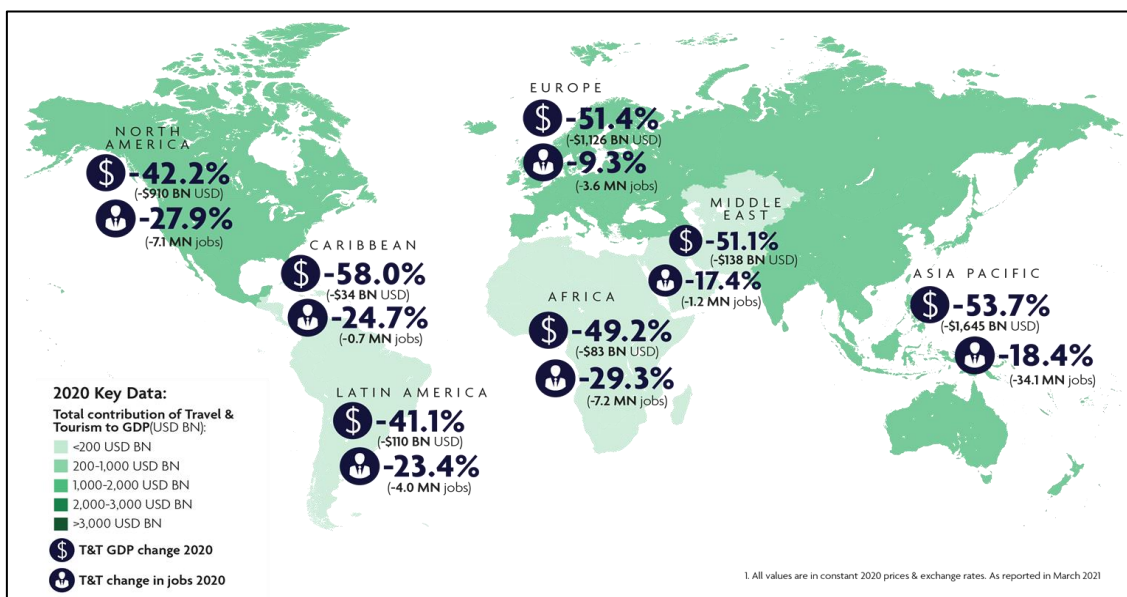 NORTH
AMERICA
-42.2%
(-$910 BN USD)
-27.9%
(-7.1 MN jobs)
CARIBBEAN
-58.0%
(-$34 BN USD)
-24.7%
(-0.7 MN jobs)
LATIN AMERICA
-41.1%
(-$110 BN USD)
-23.4%
(-4.0 MN jobs)
EUROPE
-51.4%
(-$1,126 BN USD)
-9.3%
(-3.6 MN jobs)
AFRICA
-49.2%
(-$83 BN USD)
-29.3%
(-7.2 MN jobs)
MIDDLE
EAST
-51.1%
(-$138 BN USD)
-17.4%
(-1.2 MN jobs)
ASIA PACIFIC
-53.7%
(-$1,645 BN USD)
-18.4%
(-34.1 MN jobs)
2020 Key Data:
Total contribution of Travel &
Tourism to GDP(USD BN):
<200 USD BN
200-1,000 USD BN
1,000-2,000 USD BN
2,000-3,000 USD BN
>3,000 USD BN
$ T&T GDP change 2020
T&T change in jobs 2020
1. All values are in constant 2020 prices & exchange rates. As reported in March 2021